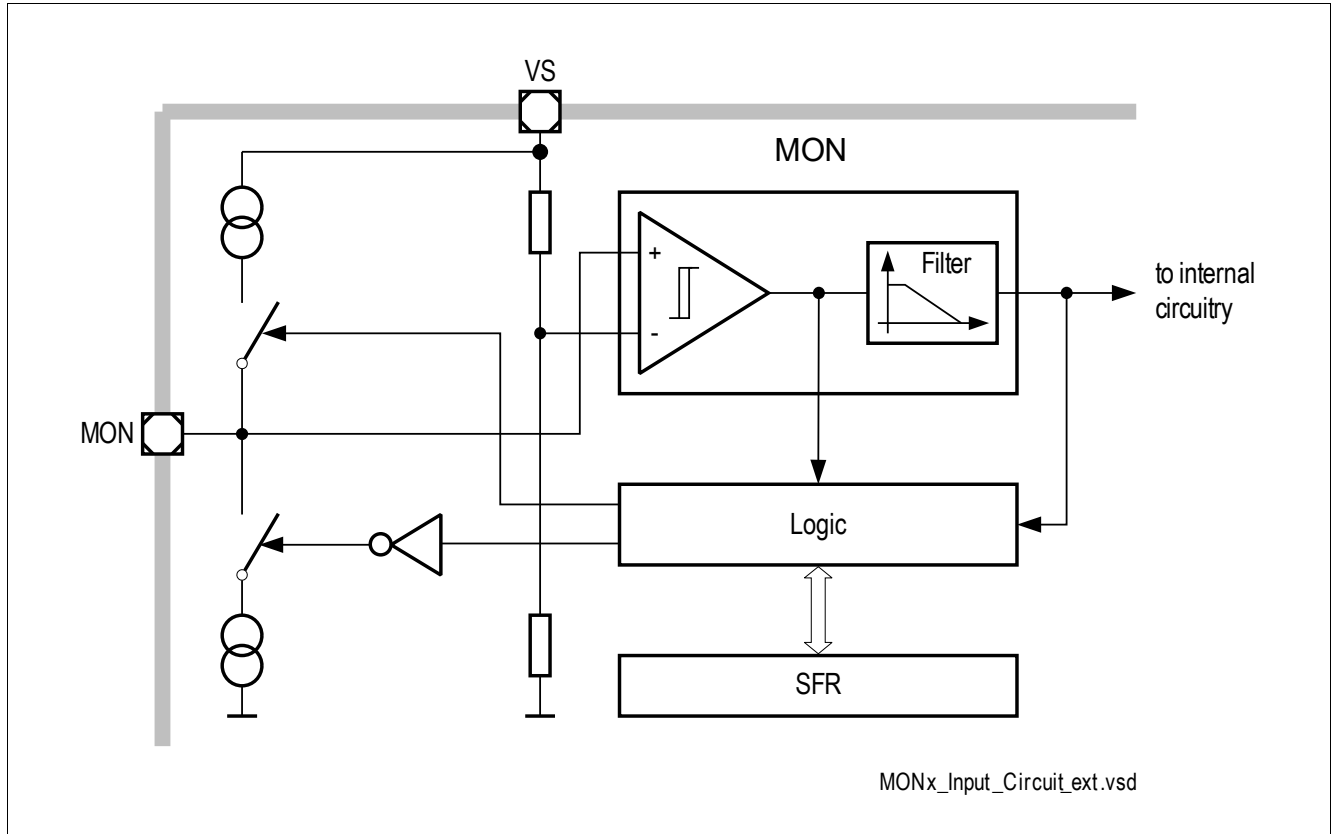 VS
MON
+
-
Filter
to internal
circuitry
MON
Logic
SFR
MONx_Input_Circuit_ext.vsd